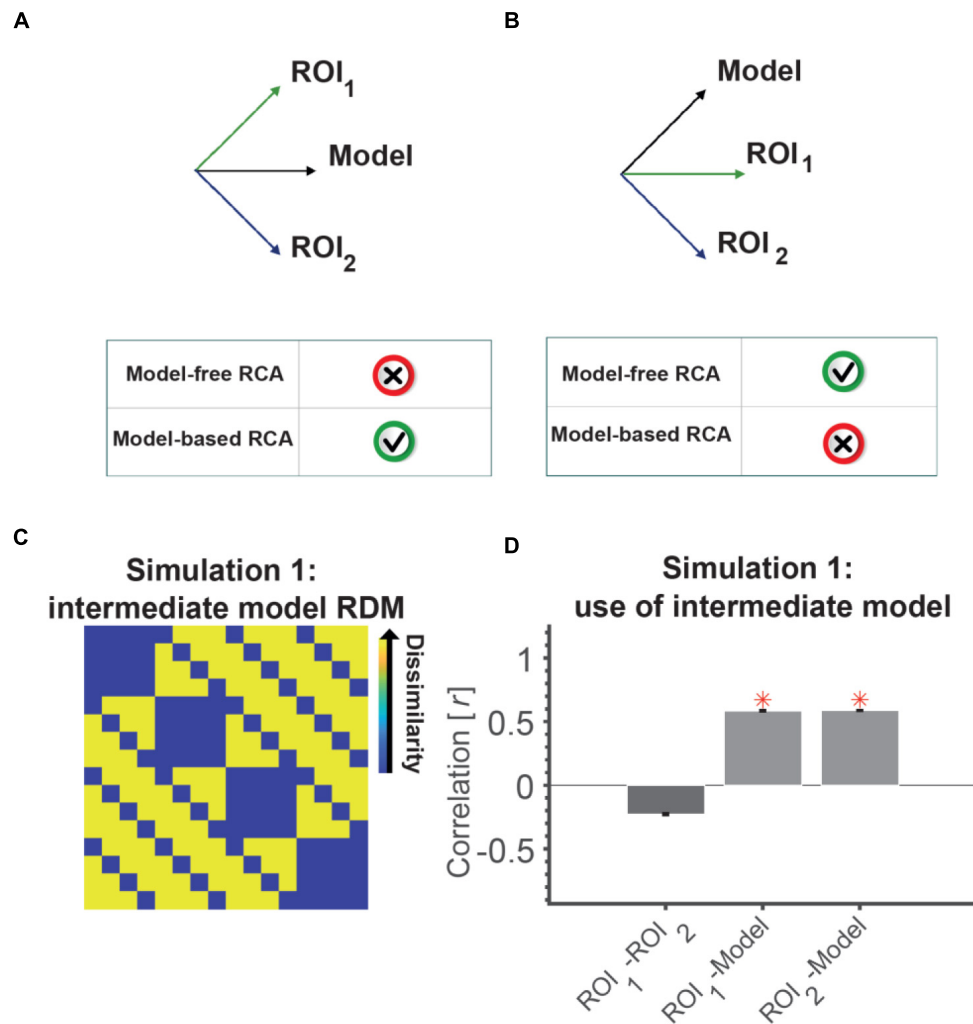 A
B
ROI1
Model
ROI2
Model
ROI1
ROI2
Model-free RCA
Model-based RCA
Model-free RCA
Model-based RCA
C
Simulation 1:
intermediate model RDM
Dissimilarity
D
Simulation 1:
use of intermediate model
Correlation [r]
1
0.5
0
-0.5
ROI1-ROI2
ROI1-Model
ROI2-Model